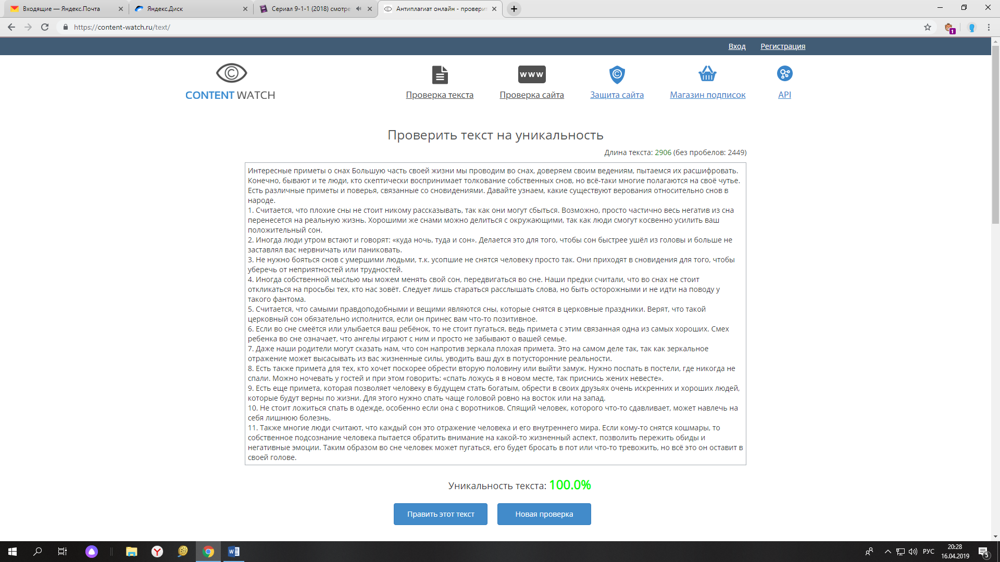 Входящие — Яндекс.Почта
Яндекс.Диск
Сериал 9-1-1 (2018) смотре
Антиплагиат онлайн - проверит
https://content-watch.ru/text/
1
Вход
Регистрация
CONTENT WATCH
Проверка текста
www
Проверка сайта
Защита сайта
Магазин подписок
API
Проверить текст на уникальность
Длина текста: 2906 (без пробелов: 2449)
Интересные приметы о снах Большую часть своей жизни мы проводим во снах, доверяем своим ведениям, пытаемся их расшифровать.
Конечно, бывают и те люди, кто скептически воспринимает толкование собственных снов, но всё-таки многие полагаются на своё чутье.
Есть различные приметы и поверья, связанные со сновидениями. Давайте узнаем, какие существуют верования относительно снов в
народе.
1. Считается, что плохие сны не стоит никому рассказывать, так как они могут сбыться. Возможно, просто частично весь негатив из сна
перенесется на реальную жизнь. Хорошими же снами можно делиться с окружающими, так как люди смогут косвенно усилить ваш
положительный сон.
2. Иногда люди утром встают и говорят: «куда ночь, туда и сон». Делается это для того, чтобы сон быстрее ушёл из головы и больше не
заставлял вас нервничать или паниковать.
3. Не нужно бояться снов с умершими людьми, т.к. усопшие не снятся человеку просто так. Они приходят в сновидения для того, чтобы
уберечь от неприятностей или трудностей.
4. Иногда собственной мыслью мы можем менять свой сон, передвигаться во сне. Наши предки считали, что во снах не стоит
откликаться на просьбы тех, кто нас зовёт. Следует лишь стараться расслышать слова, но быть осторожными и не идти на поводу у
такого фантома.
5. Считается, что самыми правдоподобными и вещими являются сны, которые снятся в церковные праздники. Верят, что такой
церковный сон обязательно исполнится, если он принес вам что-то позитивное.
6. Если во сне смеётся или улыбается ваш ребёнок, то не стоит пугаться, ведь примета с этим связанная одна из самых хороших. Смех
ребенка во сне означает, что ангелы играют с ним и просто не забывают о вашей семье.
7. Даже наши родители могут сказать нам, что сон напротив зеркала плохая примета. Это на самом деле так, так как зеркальное
отражение может высасывать из вас жизненные силы, уводить ваш дух в потусторонние реальности.
8. Есть также примета для тех, кто хочет поскорее обрести вторую половину или выйти замуж. Нужно поспать в постели, где никогда не
спали. Можно ночевать у гостей и при этом говорить: «спать ложусь я в новом месте, так приснись жених невесте».
9. Есть еще примета, которая позволяет человеку в будущем стать богатым, обрести в своих друзьях очень искренних и хороших людей,
которые будут верны по жизни. Для этого нужно спать чаще головой ровно на восток или на запад.
10. Не стоит ложиться спать в одежде, особенно если она с воротников. Спящий человек, которого что-то сдавливает, может навлечь на
себя лишнюю болезнь.
11. Также многие люди считают, что каждый сон это отражение человека и его внутреннего мира. Если кому-то снятся кошмары, то
собственное подсознание человека пытается обратить внимание на какой-то жизненный аспект, позволить пережить обиды и
негативные эмоции. Таким образом во сне человек может пугаться, его будет бросать в пот или что-то тревожить, но всё это он оставит в
своей голове.
Уникальность текста: 100.0%
Править этот текст
Новая проверка
РУС
20:28
16.04.2019
5